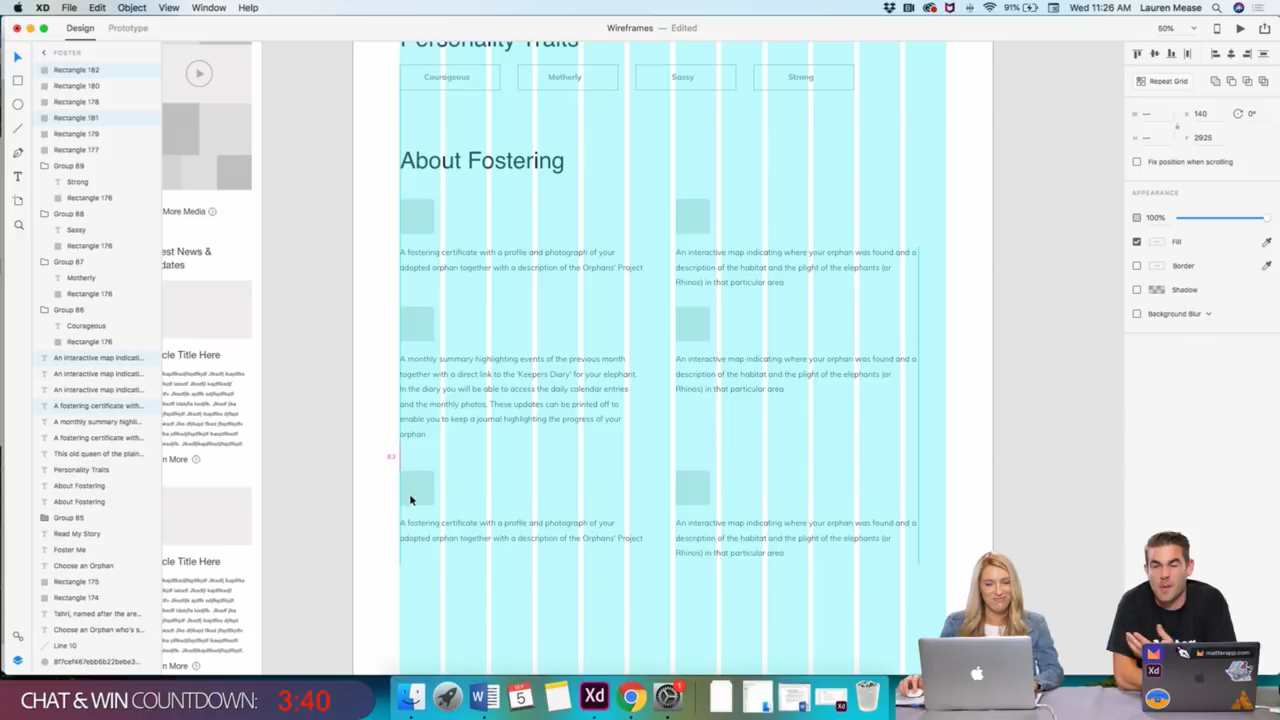 XD File Edit Object View Window Help
91% Wed 11:26 AM Lauren Mease
Design Prototype
Wireframes — Edited
50%
FOSTER
Rectangle 182
Rectangle 180
Rectangle 178
Rectangle 181
Rectangle 179
Rectangle 177
Group 89
Strong
Rectangle 176
Group 88
Sassy
Rectangle 176
Group 87
Motherly
Rectangle 176
Group 86
Courageous
Rectangle 176
An interactive map indicati...
An interactive map indicati...
An interactive map indicati...
A fostering certificate with...
A monthly summary highli...
A fostering certificate with...
This old queen of the plain...
Personality Traits
About Fostering
About Fostering
Group 85
Read My Story
Foster Me
Choose an Orphan
Rectangle 175
Rectangle 174
Tahri, named after the are...
Choose an Orphan who's s...
Line 10
8f7cef467ebb6b22bebe3...
More Media
est News &
dates
cle Title Here
n More
cle Title Here
n More
Personality Traits
Courageous Motherly Sassy Strong
About Fostering
A fostering certificate with a profile and photograph of your
adopted orphan together with a description of the Orphans' Project
An interactive map indicating where your orphan was found and a
description of the habitat and the plight of the elephants (or
Rhinos) in that particular area
A monthly summary highlighting events of the previous month
together with a direct link to the 'Keepers Diary' for your elephant.
In the diary you will be able to access the daily calendar entries
and the monthly photos. These updates can be printed off to
enable you to keep a journal highlighting the progress of your
orphan
An interactive map indicating where your orphan was found and a
description of the habitat and the plight of the elephants (or
Rhinos) in that particular area
83
A fostering certificate with a profile and photograph of your
adopted orphan together with a description of the Orphans' Project
An interactive map indicating where your orphan was found and a
description of the habitat and the plight of the elephants (or
Rhinos) in that particular area
Repeat Grid
W — X 140 0°
H — Y 2925
Fix position when scrolling
APPEARANCE
100%
Fill
Border
Shadow
Background Blur
CHAT & WIN COUNTDOWN: 3:40
SEP 5
Xd
1
Xd
matterapp.com